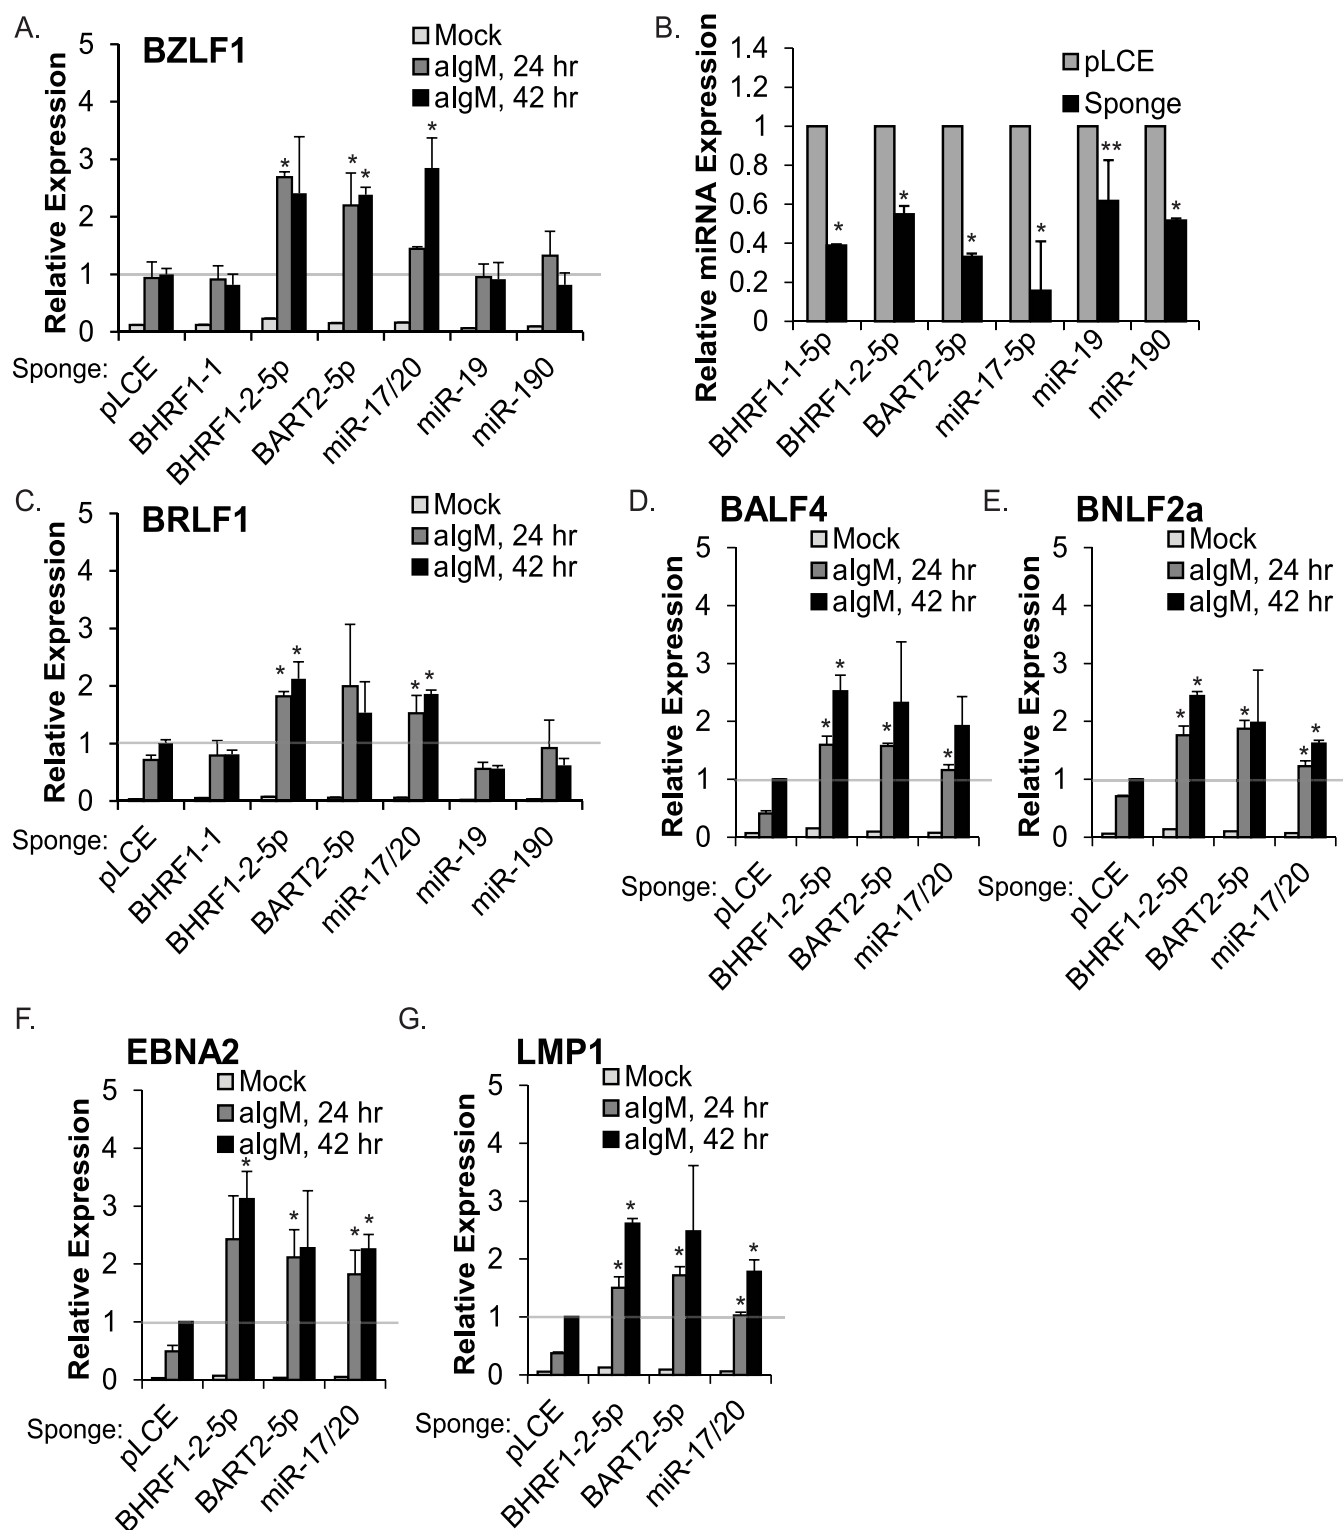 A.
BZLF1
Mock
aIgM, 24 hr
aIgM, 42 hr
Relative Expression
5
4
3
2
1
0
* * * *
Sponge:
pLCE
BHRF1-1
BHRF1-2-5p
BART2-5p
miR-17/20
miR-19
miR-190
B.
pLCE
Sponge
Relative miRNA Expression
1.4
1.2
1
0.8
0.6
0.4
0.2
0
* * * * ** *
BHRF1-1-5p
BHRF1-2-5p
BART2-5p
miR-17-5p
miR-19
miR-190
C.
BRLF1
Mock
aIgM, 24 hr
aIgM, 42 hr
Relative Expression
5
4
3
2
1
0
* * * *
Sponge:
pLCE
BHRF1-1
BHRF1-2-5p
BART2-5p
miR-17/20
miR-19
miR-190
D.
BALF4
Mock
aIgM, 24 hr
aIgM, 42 hr
Relative Expression
5
4
3
2
1
0
* * * *
Sponge:
pLCE
BHRF1-2-5p
BART2-5p
miR-17/20
E.
BNLF2a
Mock
aIgM, 24 hr
aIgM, 42 hr
Relative Expression
5
4
3
2
1
0
* * * * *
Sponge:
pLCE
BHRF1-2-5p
BART2-5p
miR-17/20
F.
EBNA2
Mock
aIgM, 24 hr
aIgM, 42 hr
Relative Expression
5
4
3
2
1
0
* * * *
Sponge:
pLCE
BHRF1-2-5p
BART2-5p
miR-17/20
G.
LMP1
Mock
aIgM, 24 hr
aIgM, 42 hr
Relative Expression
5
4
3
2
1
0
* * * * *
Sponge:
pLCE
BHRF1-2-5p
BART2-5p
miR-17/20